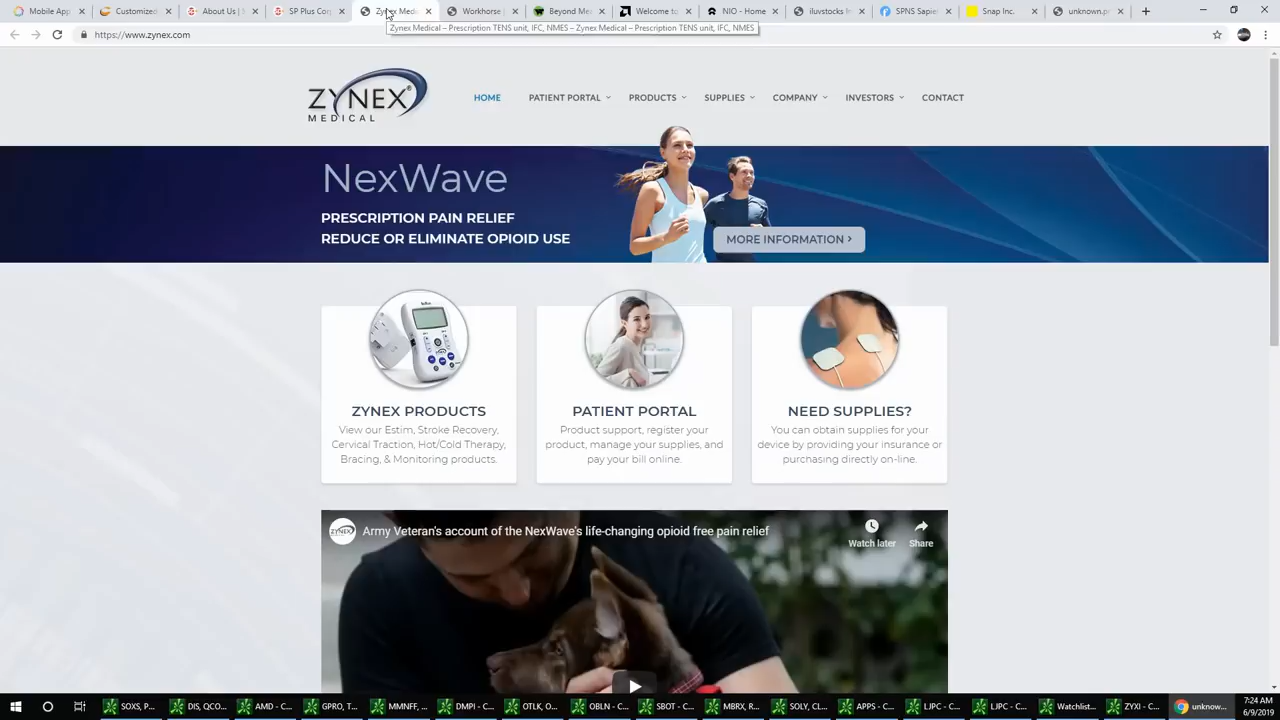 Mobile App
Customized
About Us |
SP Plus Cor
Zynex Medi
Workhorse
Beyond Me
Welcome to
NIO - Home
iluvstocks I
SPNS Sapie
Snap Inc.
unknown.p
Zynex Medical – Prescription TENS unit, IFC, NMES – Zynex Medical – Prescription TENS unit, IFC, NMES
https://www.zynex.com
ZYNEX®
MEDICAL
HOME
PATIENT PORTAL
PRODUCTS
SUPPLIES
COMPANY
INVESTORS
CONTACT
NexWave
PRESCRIPTION PAIN RELIEF
REDUCE OR ELIMINATE OPIOID USE
MORE INFORMATION ›
ZYNEX PRODUCTS
View our Estim, Stroke Recovery,
Cervical Traction, Hot/Cold Therapy,
Bracing, & Monitoring products.
PATIENT PORTAL
Product support, register your
product, manage your supplies, and
pay your bill online.
NEED SUPPLIES?
You can obtain supplies for your
device by providing your insurance or
purchasing directly on-line.
ZYNEX
Army Veteran's account of the NexWave's life-changing opioid free pain relief
Watch later
Share
SOXS, P...
DIS, QCO...
AMD - C...
GPRO, T...
MMNFF, ...
DMPI - C...
OTLK, O...
OBLN - C...
SBOT - C...
MBRX, R...
SOLY, CL...
APPS - C...
LJPC - C...
LJPC - C...
Watchlist...
ZYXI - C...
unknow...
7:24 AM
6/9/2019